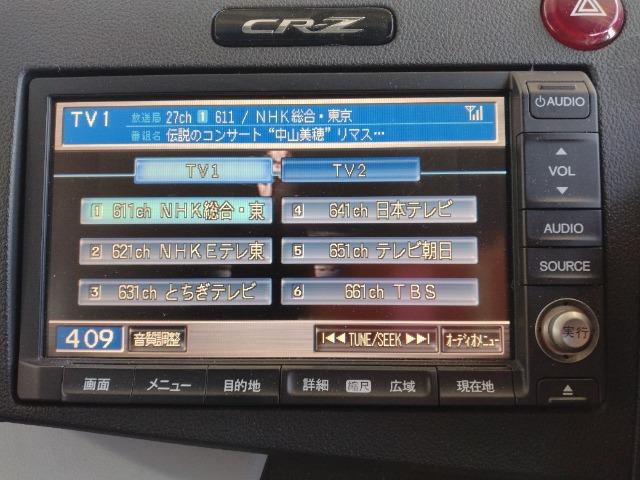 CR-Z
TV1 放送局 27ch 1 611 / NHK総合・東京
番組名 伝説のコンサート “中山美穂” リマス…
TV1 TV2
1 611ch NHK総合・東 4 641ch 日本テレビ
2 621ch NHKEテレ東 5 651ch テレビ朝日
3 631ch とちぎテレビ 6 661ch TBS
4:09 音質調整 TUNE/SEEK オーディオメニュー
画面 メニュー 目的地 詳細 縮尺 広域 現在地
AUDIO
VOL
AUDIO
SOURCE
実行